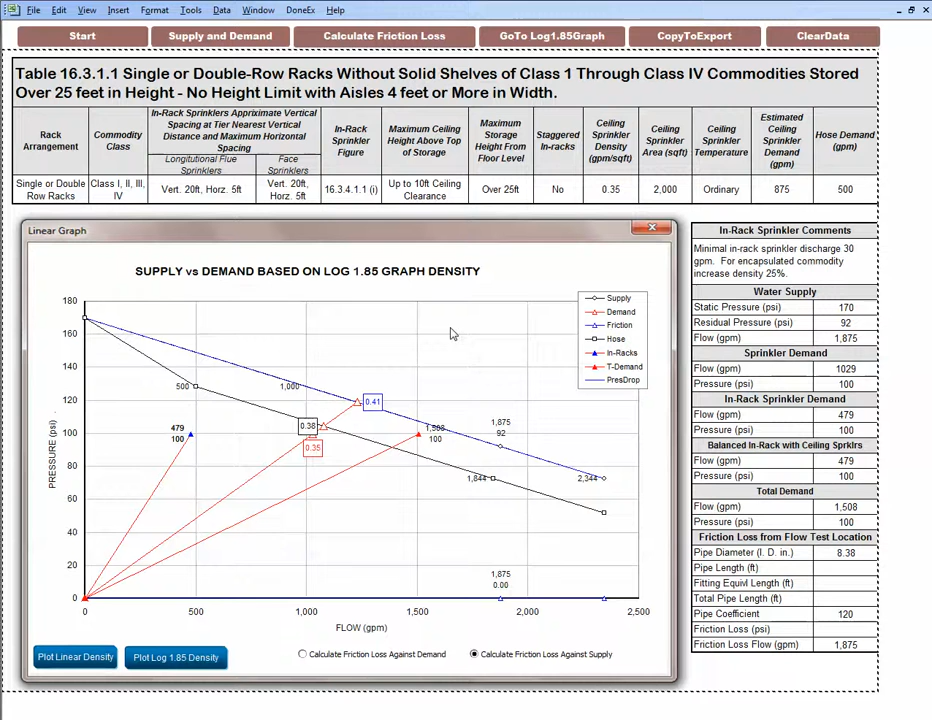 File Edit View Insert Format Tools Data Window DoneEx Help
Start Supply and Demand Calculate Friction Loss GoTo Log1.85Graph CopyToExport ClearData
Table 16.3.1.1 Single or Double-Row Racks Without Solid Shelves of Class 1 Through Class IV Commodities Stored
Over 25 feet in Height - No Height Limit with Aisles 4 feet or More in Width.
Rack
Arrangement
Commodity
Class
In-Rack Sprinklers Apprixímate Vertical
Spacing at Tier Nearest Vertical
Distance and Maximum Horizontal
Spacing
Longitutional Flue
Sprinklers
Face
Sprinklers
In-Rack
Sprinkler
Figure
Maximum Ceiling
Height Above Top
of Storage
Maximum
Storage
Height From
Floor Level
Staggered
In-racks
Ceiling
Sprinkler
Density
(gpm/sqft)
Ceiling
Sprinkler
Area (sqft)
Ceiling
Sprinkler
Temperature
Estimated
Ceiling
Sprinkler
Demand
(gpm)
Hose Demand
(gpm)
Single or Double
Row Racks
Class I, II, III,
IV
Vert. 20ft, Horz. 5ft
Vert. 20ft,
Horz. 5ft
16.3.4.1.1 (i)
Up to 10ft Ceiling
Clearance
Over 25ft
No
0.35
2,000
Ordinary
875
500
Linear Graph
SUPPLY vs DEMAND BASED ON LOG 1.85 GRAPH DENSITY
PRESSURE (psi)
180
160
140
120
100
80
60
40
20
0
0 500 1,000 1,500 2,000 2,500
FLOW (gpm)
Supply
Demand
Friction
Hose
In-Racks
T-Demand
PresDrop
500
1,000
0.41
0.38
0.35
479
100
1,508
100
1,875
92
1,844
2,344
1,875
0.00
Plot Linear Density
Plot Log 1.85 Density
Calculate Friction Loss Against Demand
Calculate Friction Loss Against Supply
In-Rack Sprinkler Comments
Minimal in-rack sprinkler discharge 30
gpm. For encapsulated commodity
increase density 25%.
Water Supply
Static Pressure (psi) 170
Residual Pressure (psi) 92
Flow (gpm) 1,875
Sprinkler Demand
Flow (gpm) 1029
Pressure (psi) 100
In-Rack Sprinkler Demand
Flow (gpm) 479
Pressure (psi) 100
Balanced In-Rack with Ceiling Sprklrs
Flow (gpm) 479
Pressure (psi) 100
Total Demand
Flow (gpm) 1,508
Pressure (psi) 100
Friction Loss from Flow Test Location
Pipe Diameter (I. D. in.) 8.38
Pipe Length (ft)
Fitting Equivl Length (ft)
Total Pipe Length (ft)
Pipe Coefficient 120
Friction Loss (psi)
Friction Loss Flow (gpm) 1,875